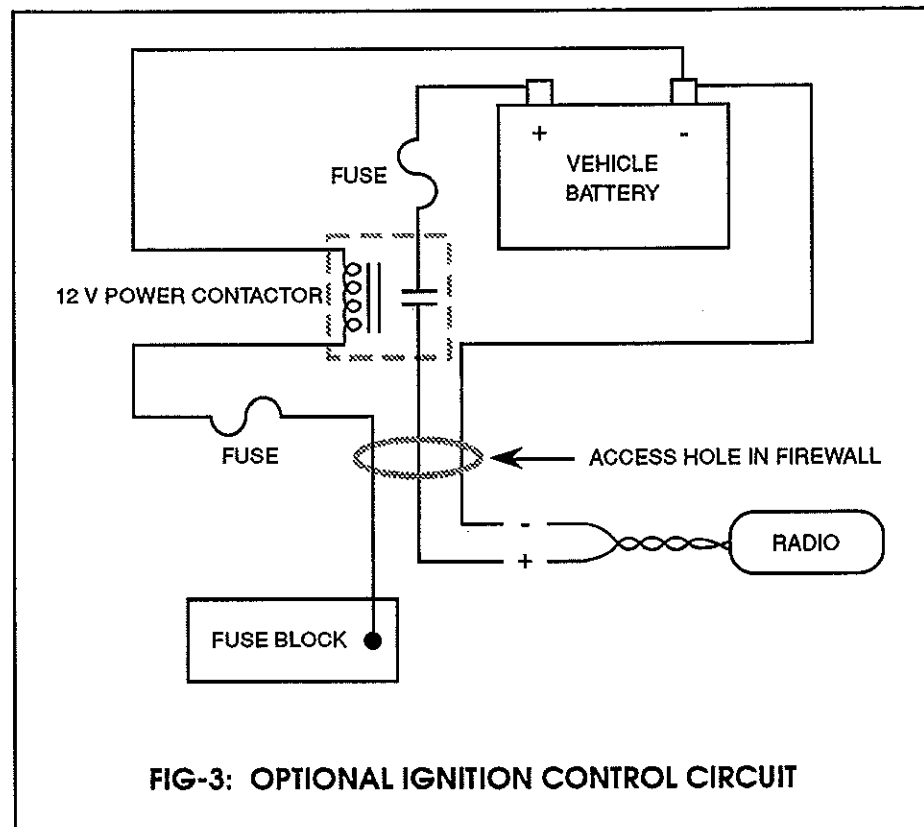 + -
VEHICLE
BATTERY
FUSE
12 V POWER CONTACTOR
FUSE
ACCESS HOLE IN FIREWALL
-
+
RADIO
FUSE BLOCK
FIG-3: OPTIONAL IGNITION CONTROL CIRCUIT